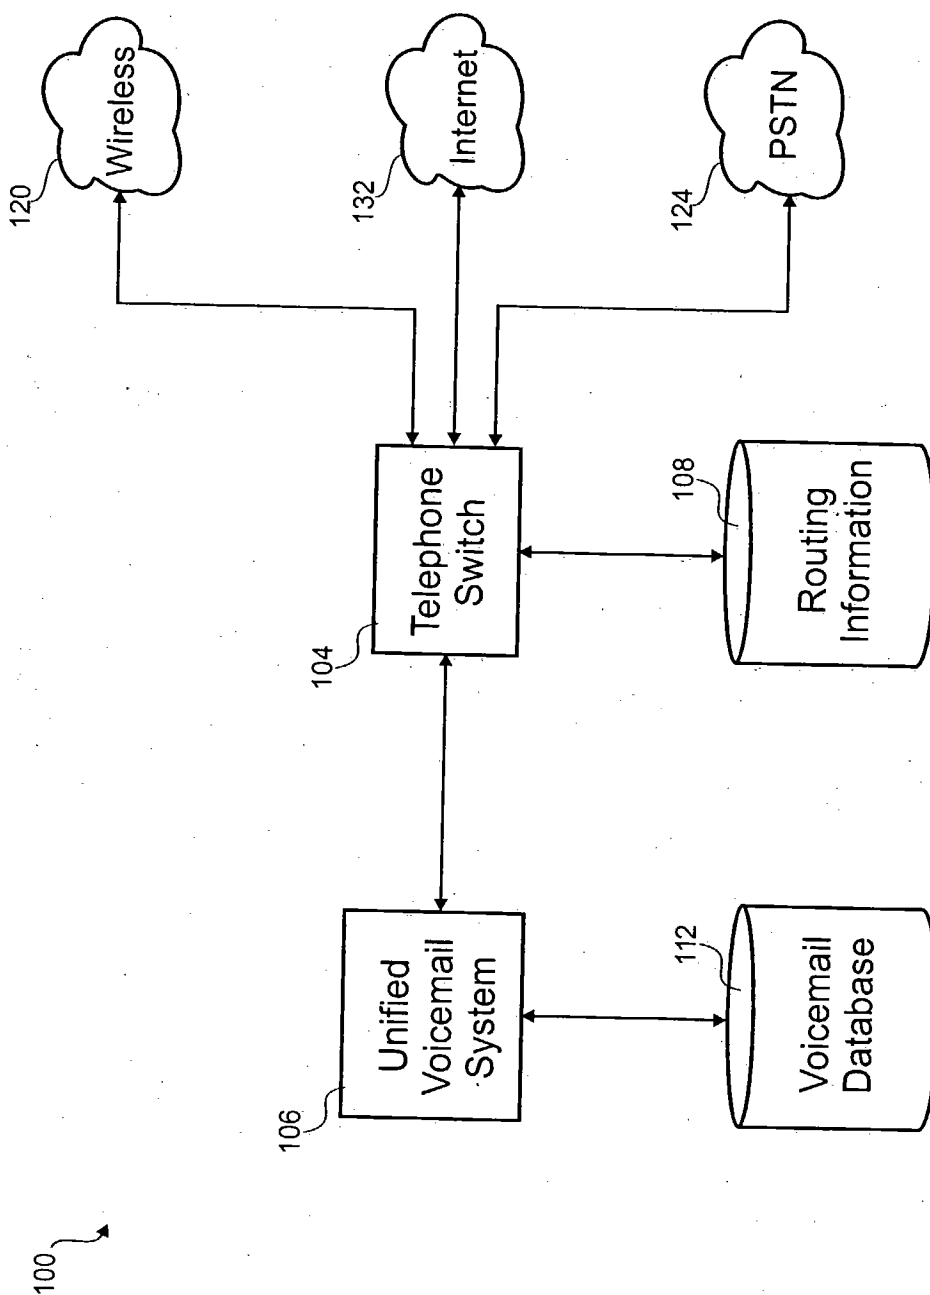 100
106
Unified
Voicemail
System
112
Voicemail
Database
104
Telephone
Switch
108
Routing
Information
120
Wireless
132
Internet
124
PSTN